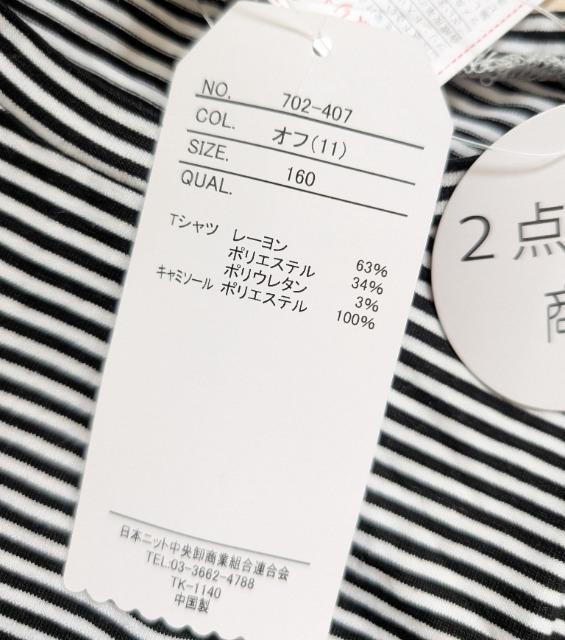 NO. 702-407
COL. オフ(11)
SIZE. 160
QUAL.
Tシャツ レーヨン 63%
ポリエステル 34%
ポリウレタン 3%
キャミソール ポリエステル 100%
日本ニット中央卸商業組合連合会
TEL:03-3662-4788
TK-1140
中国製
2点
商